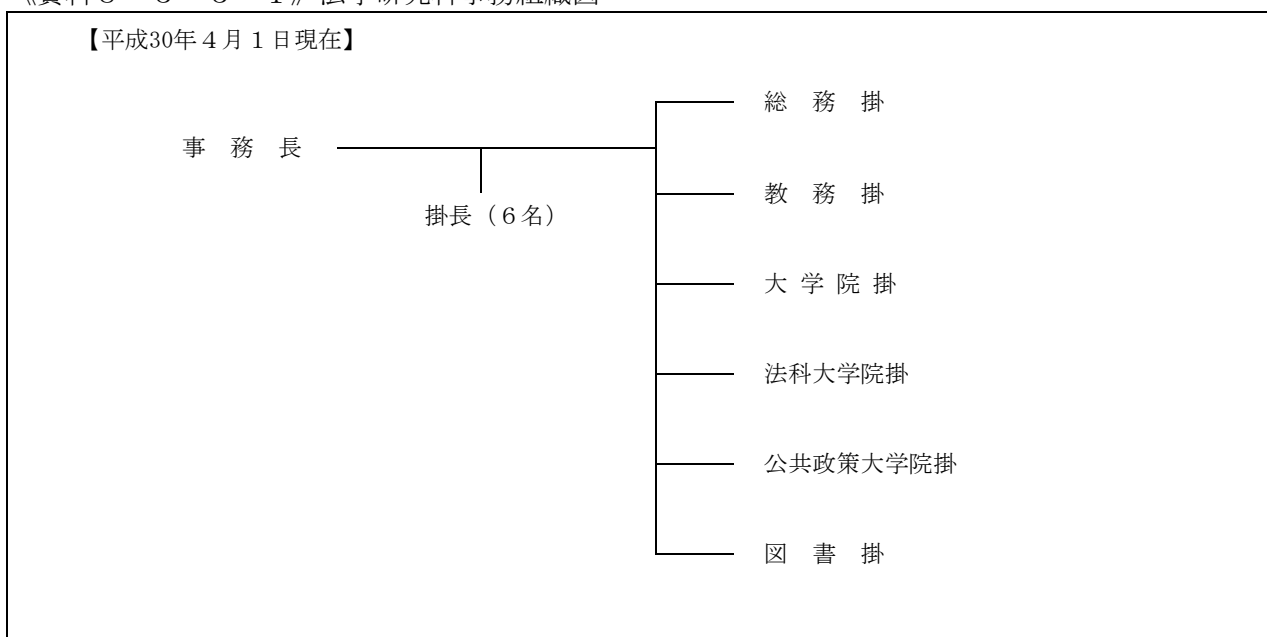 【平成30年４月１日現在】
総　務　掛
事　務　長
教　務　掛
掛長（６名）
大 学 院 掛
法科大学院掛
公共政策大学院掛
図　書　掛